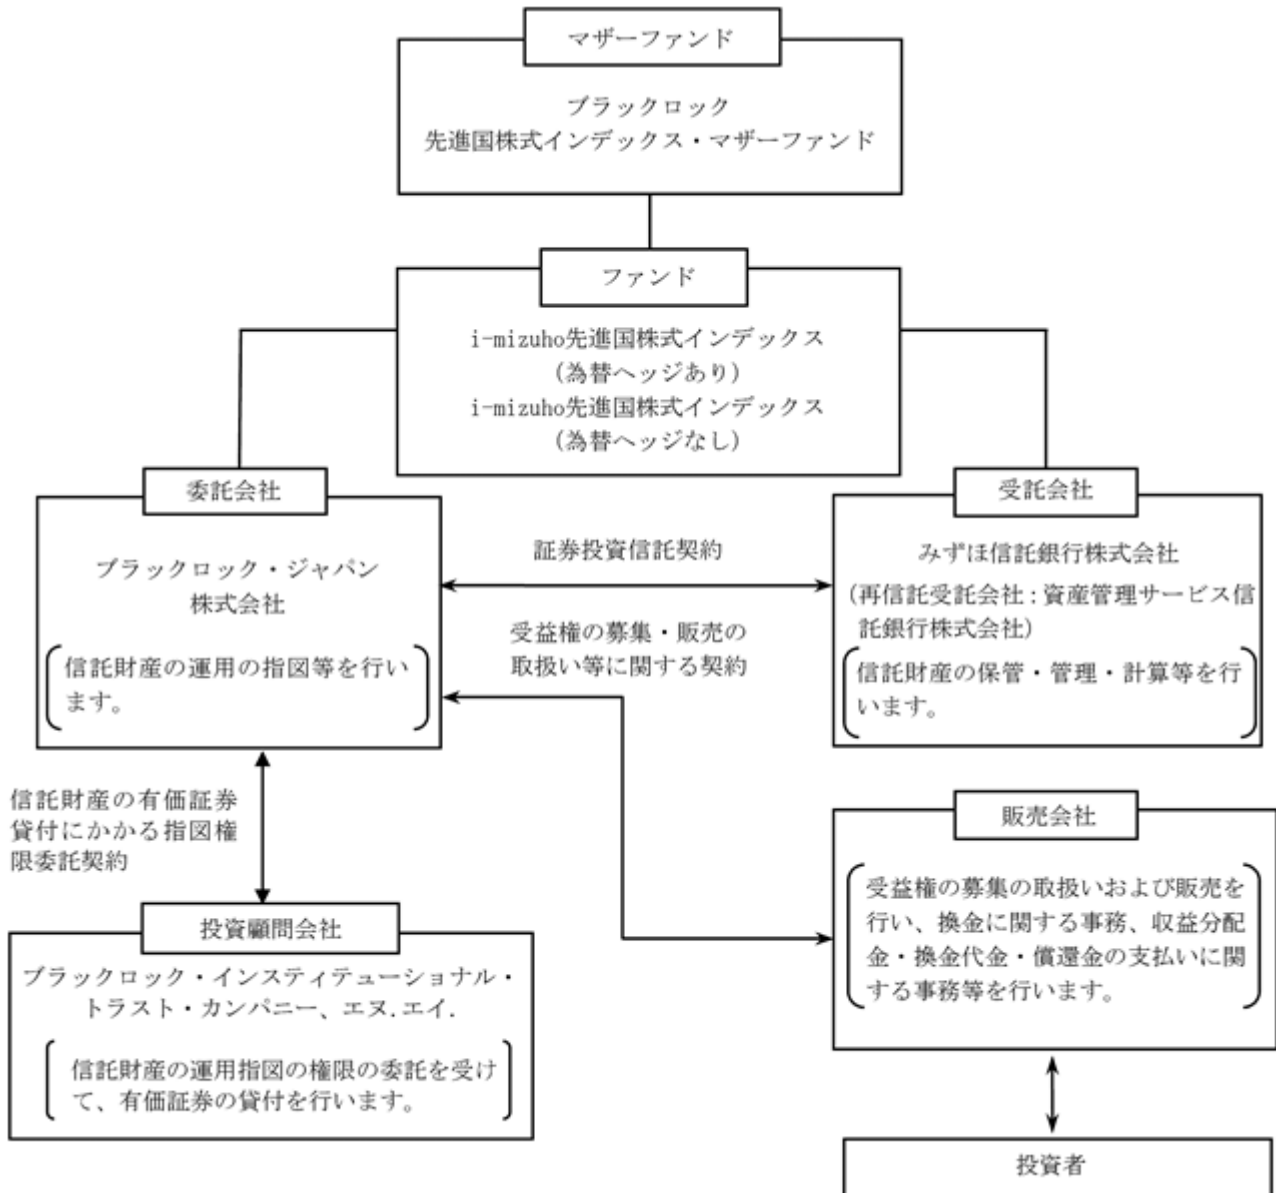 マザーファンド
ブラックロック
先進国株式インデックス・マザーファンド
ファンド
i-mizuho先進国株式インデックス
(為替ヘッジあり)
i-mizuho先進国株式インデックス
(為替ヘッジなし)
委託会社
ブラックロック・ジャパン
株式会社
信託財産の運用の指図等を行い
ます。
証券投資信託契約
受益権の募集・販売の
取扱い等に関する契約
受託会社
みずほ信託銀行株式会社
(再信託受託会社:資産管理サービス信
託銀行株式会社)
信託財産の保管・管理・計算等を行
います。
信託財産の有価証券
貸付にかかる指図権
限委託契約
投資顧問会社
ブラックロック・インスティテューショナル・
トラスト・カンパニー、エヌ.エイ.
信託財産の運用指図の権限の委託を受け
て、有価証券の貸付を行います。
販売会社
受益権の募集の取扱いおよび販売を
行い、換金に関する事務、収益分配
金・換金代金・償還金の支払いに関
する事務等を行います。
投資者